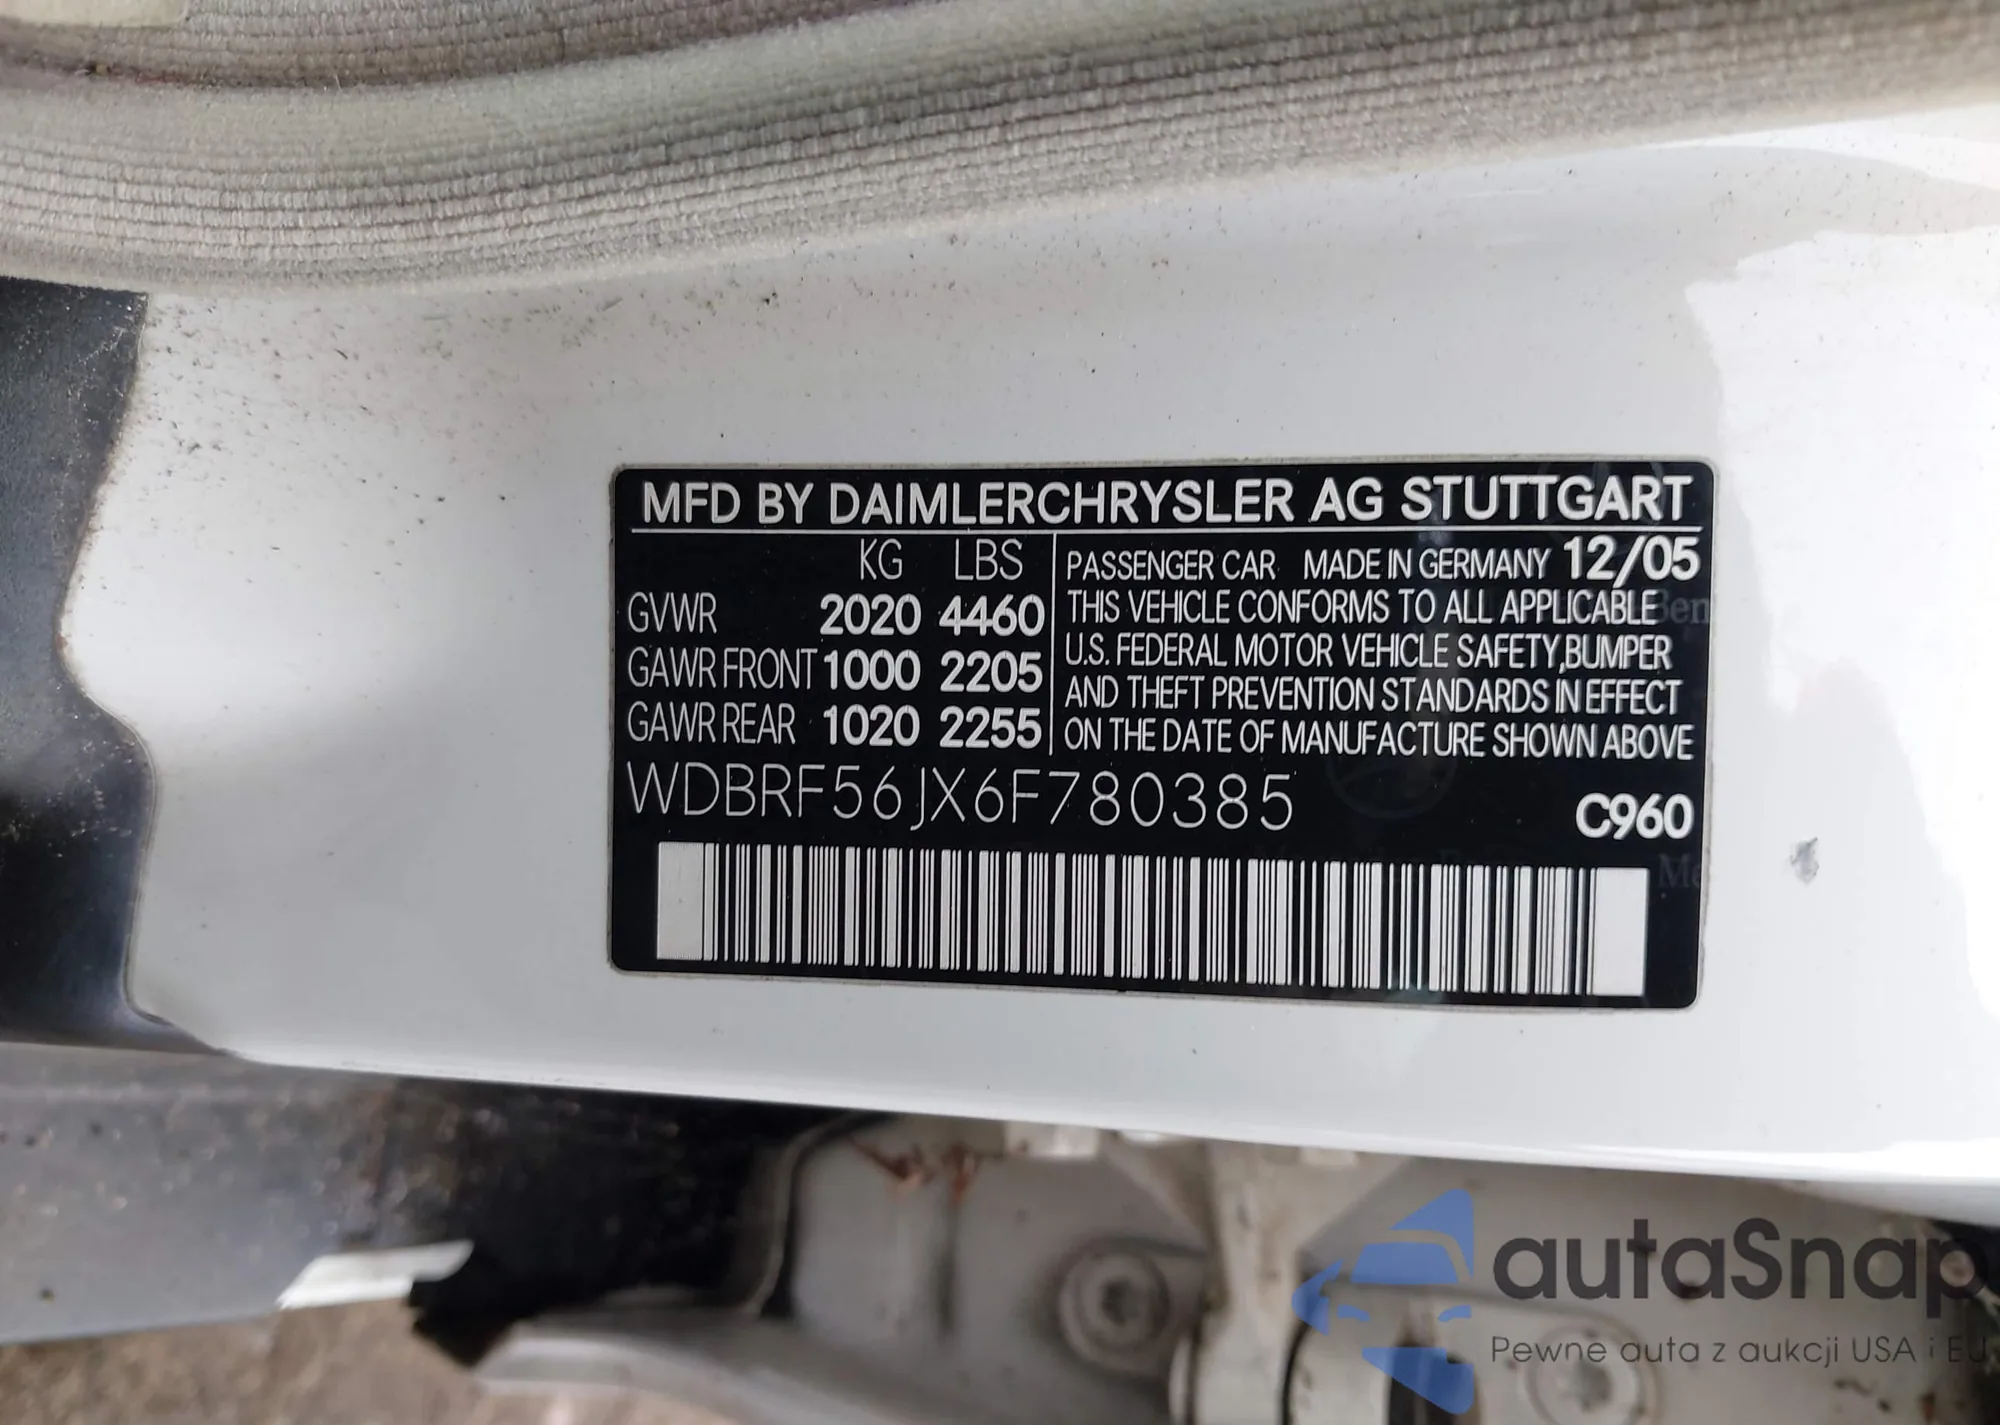 MFD BY DAIMLERCHRYSLER AG STUTTGART
KG LBS
GVWR 2020 4460
GAWR FRONT 1000 2205
GAWR REAR 1020 2255
PASSENGER CAR MADE IN GERMANY 12/05
THIS VEHICLE CONFORMS TO ALL APPLICABLE
U.S. FEDERAL MOTOR VEHICLE SAFETY, BUMPER
AND THEFT PREVENTION STANDARDS IN EFFECT
ON THE DATE OF MANUFACTURE SHOWN ABOVE
WDBRF56JX6F780385
C960
autaSnap
Pewne auta z aukcji USA i EU